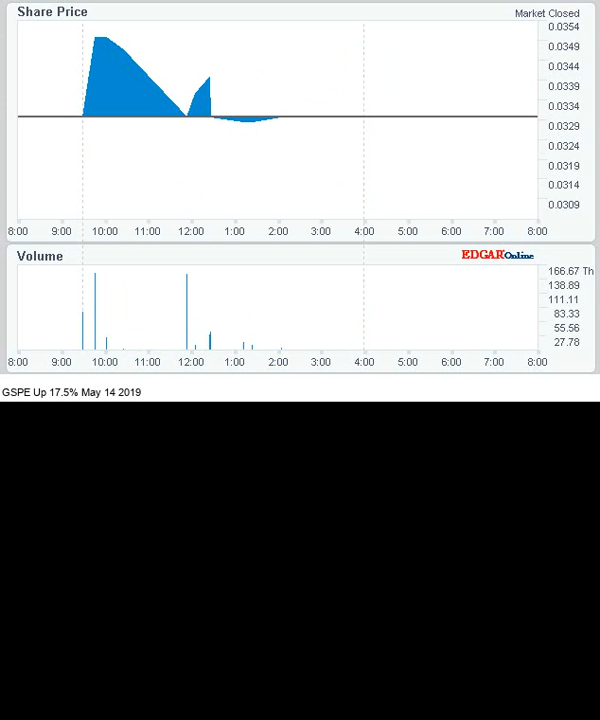 Share Price
Market Closed
0.0354
0.0349
0.0344
0.0339
0.0334
0.0329
0.0324
0.0319
0.0314
0.0309
8:00 9:00 10:00 11:00 12:00 1:00 2:00 3:00 4:00 5:00 6:00 7:00 8:00
Volume
EDGAROnline
166.67 Th
138.89
111.11
83.33
55.56
27.78
8:00 9:00 10:00 11:00 12:00 1:00 2:00 3:00 4:00 5:00 6:00 7:00 8:00
GSPE Up 17.5% May 14 2019